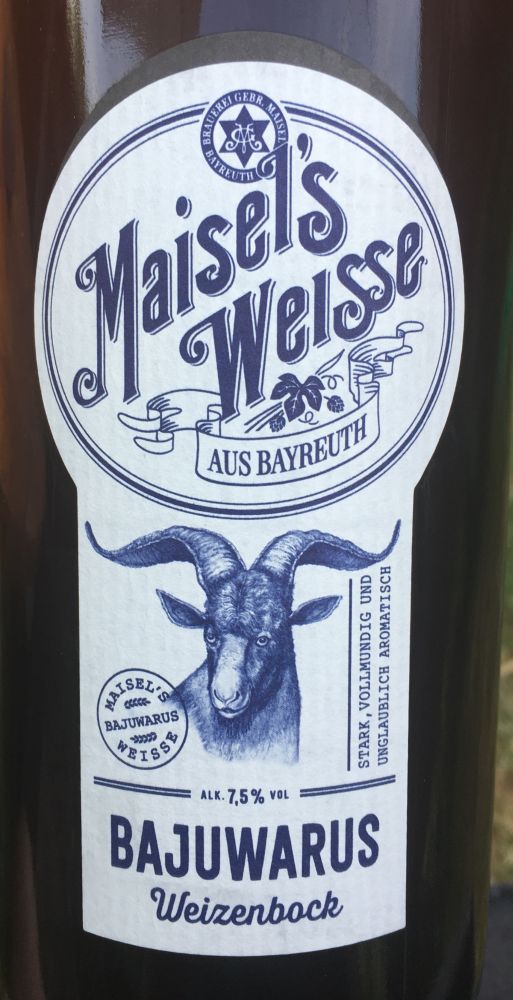 BRAUEREI GEBR. MAISEL
BAYREUTH
Maisel's
Weisse
AUS BAYREUTH
STARK, VOLLMUNDIG UND
UNGLAUBLICH AROMATISCH
MAISEL'S
BAJUWARUS
WEISSE
ALK. 7,5% VOL
BAJUWARUS
Weizenbock